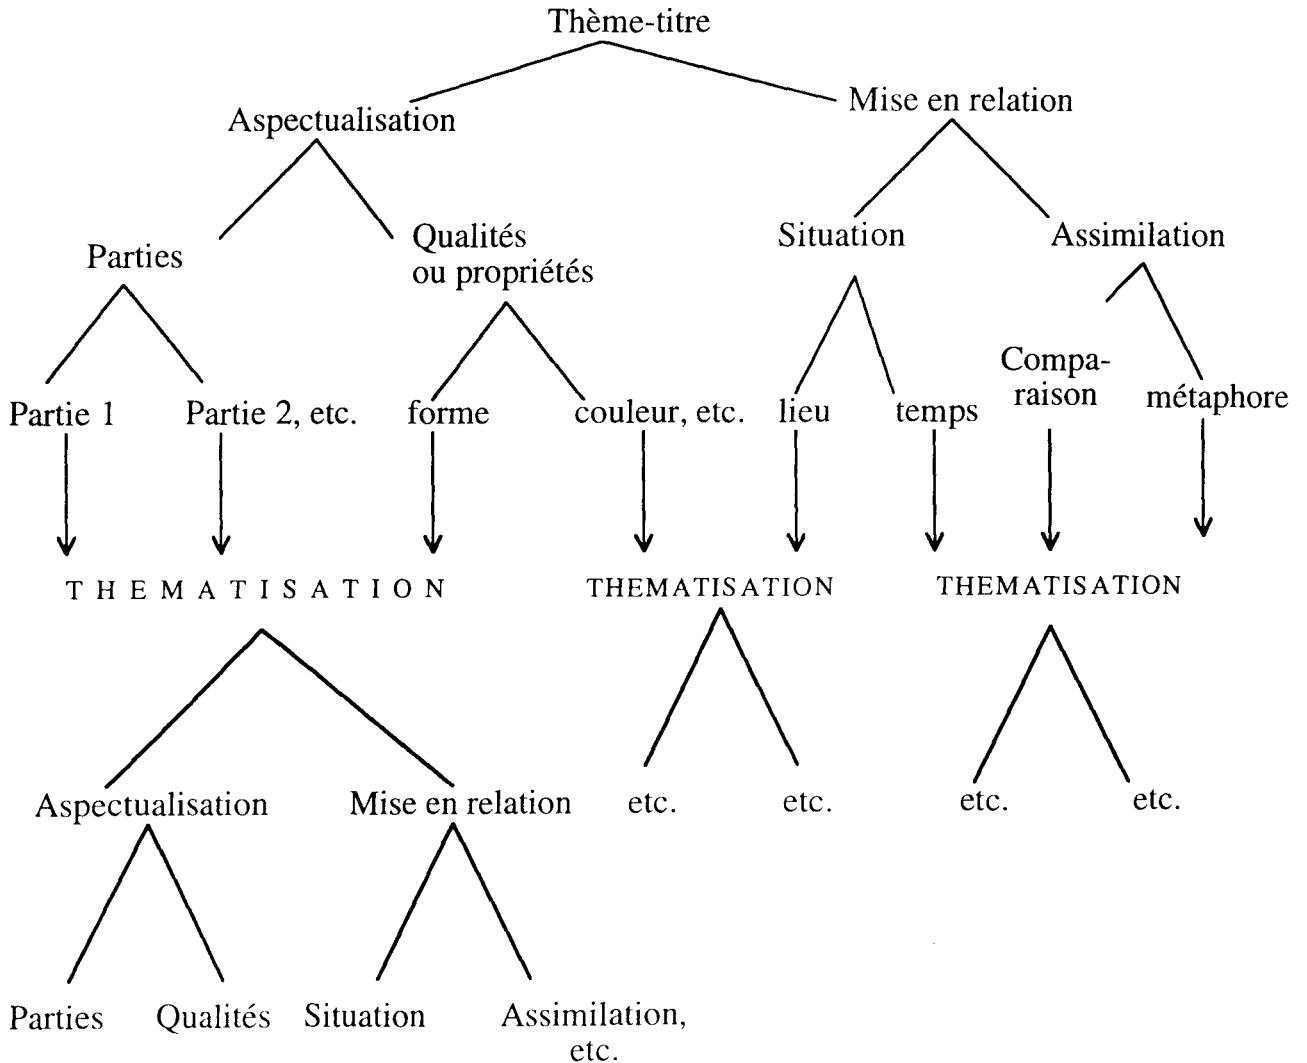 Thème-titre
Aspectualisation
Mise en relation
Parties
Qualités
ou propriétés
Situation
Assimilation
Partie 1
Partie 2, etc.
forme
couleur, etc.
lieu
temps
Compa-
raison
métaphore
T H E M A T I S A T I O N
THEMATISATION
THEMATISATION
Aspectualisation
Mise en relation
etc.
etc.
etc.
etc.
Parties
Qualités
Situation
Assimilation,
etc.